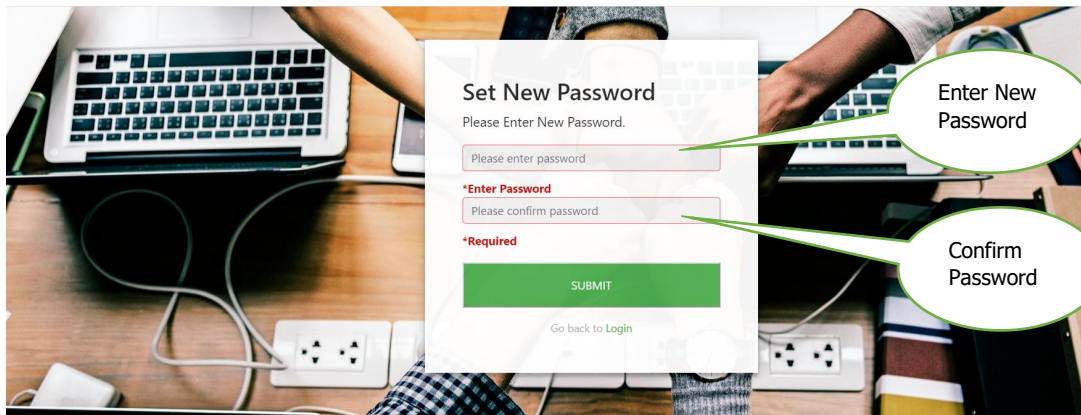 Set New Password
Please Enter New Password.
Please enter password
*Enter Password
Please confirm password
*Required
SUBMIT
Go back to Login
Enter New
Password
Confirm
Password